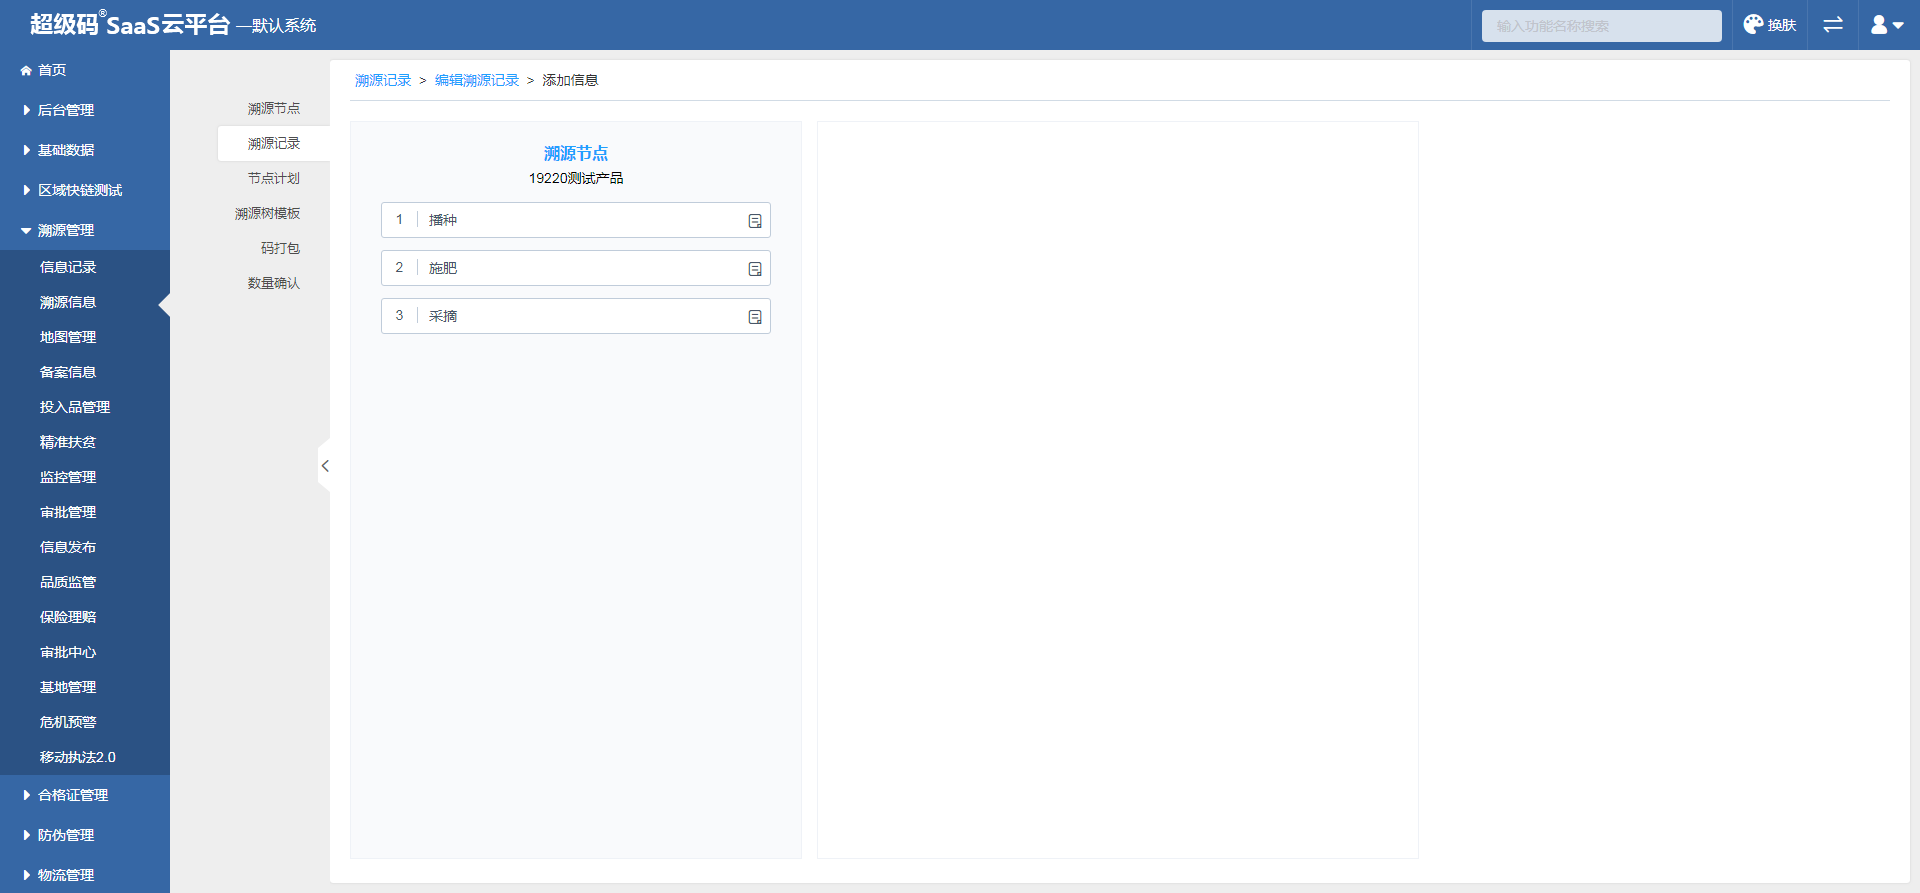 超级码®SaaS云平台 —默认系统
输入功能名称搜索
换肤
首页
后台管理
基础数据
区域快链测试
溯源管理
信息记录
溯源信息
地图管理
备案信息
投入品管理
精准扶贫
监控管理
审批管理
信息发布
品质监管
保险理赔
审批中心
基地管理
危机预警
移动执法2.0
合格证管理
防伪管理
物流管理
溯源节点
溯源记录
节点计划
溯源树模板
码打包
数量确认
溯源记录 > 编辑溯源记录 > 添加信息
溯源节点
19220测试产品
1 播种
2 施肥
3 采摘